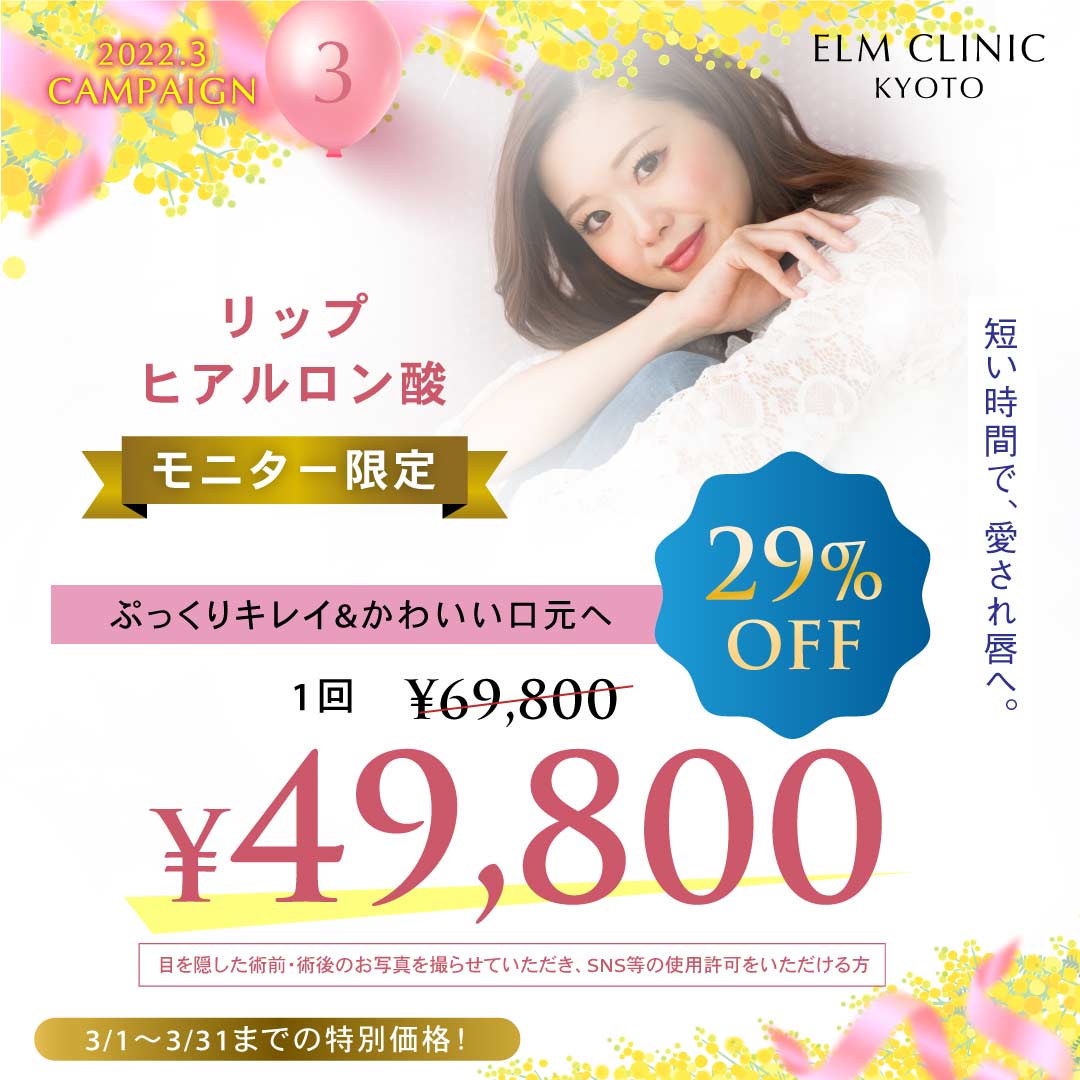 2022.3
CAMPAIGN
3
ELM CLINIC
KYOTO
リップ
ヒアルロン酸
モニター限定
短い時間で、愛され唇へ。
29%
OFF
ぷっくりキレイ&かわいい口元へ
1回 ¥69,800
¥49,800
目を隠した術前・術後のお写真を撮らせていただき、SNS等の使用許可をいただける方
3/1～3/31までの特別価格!